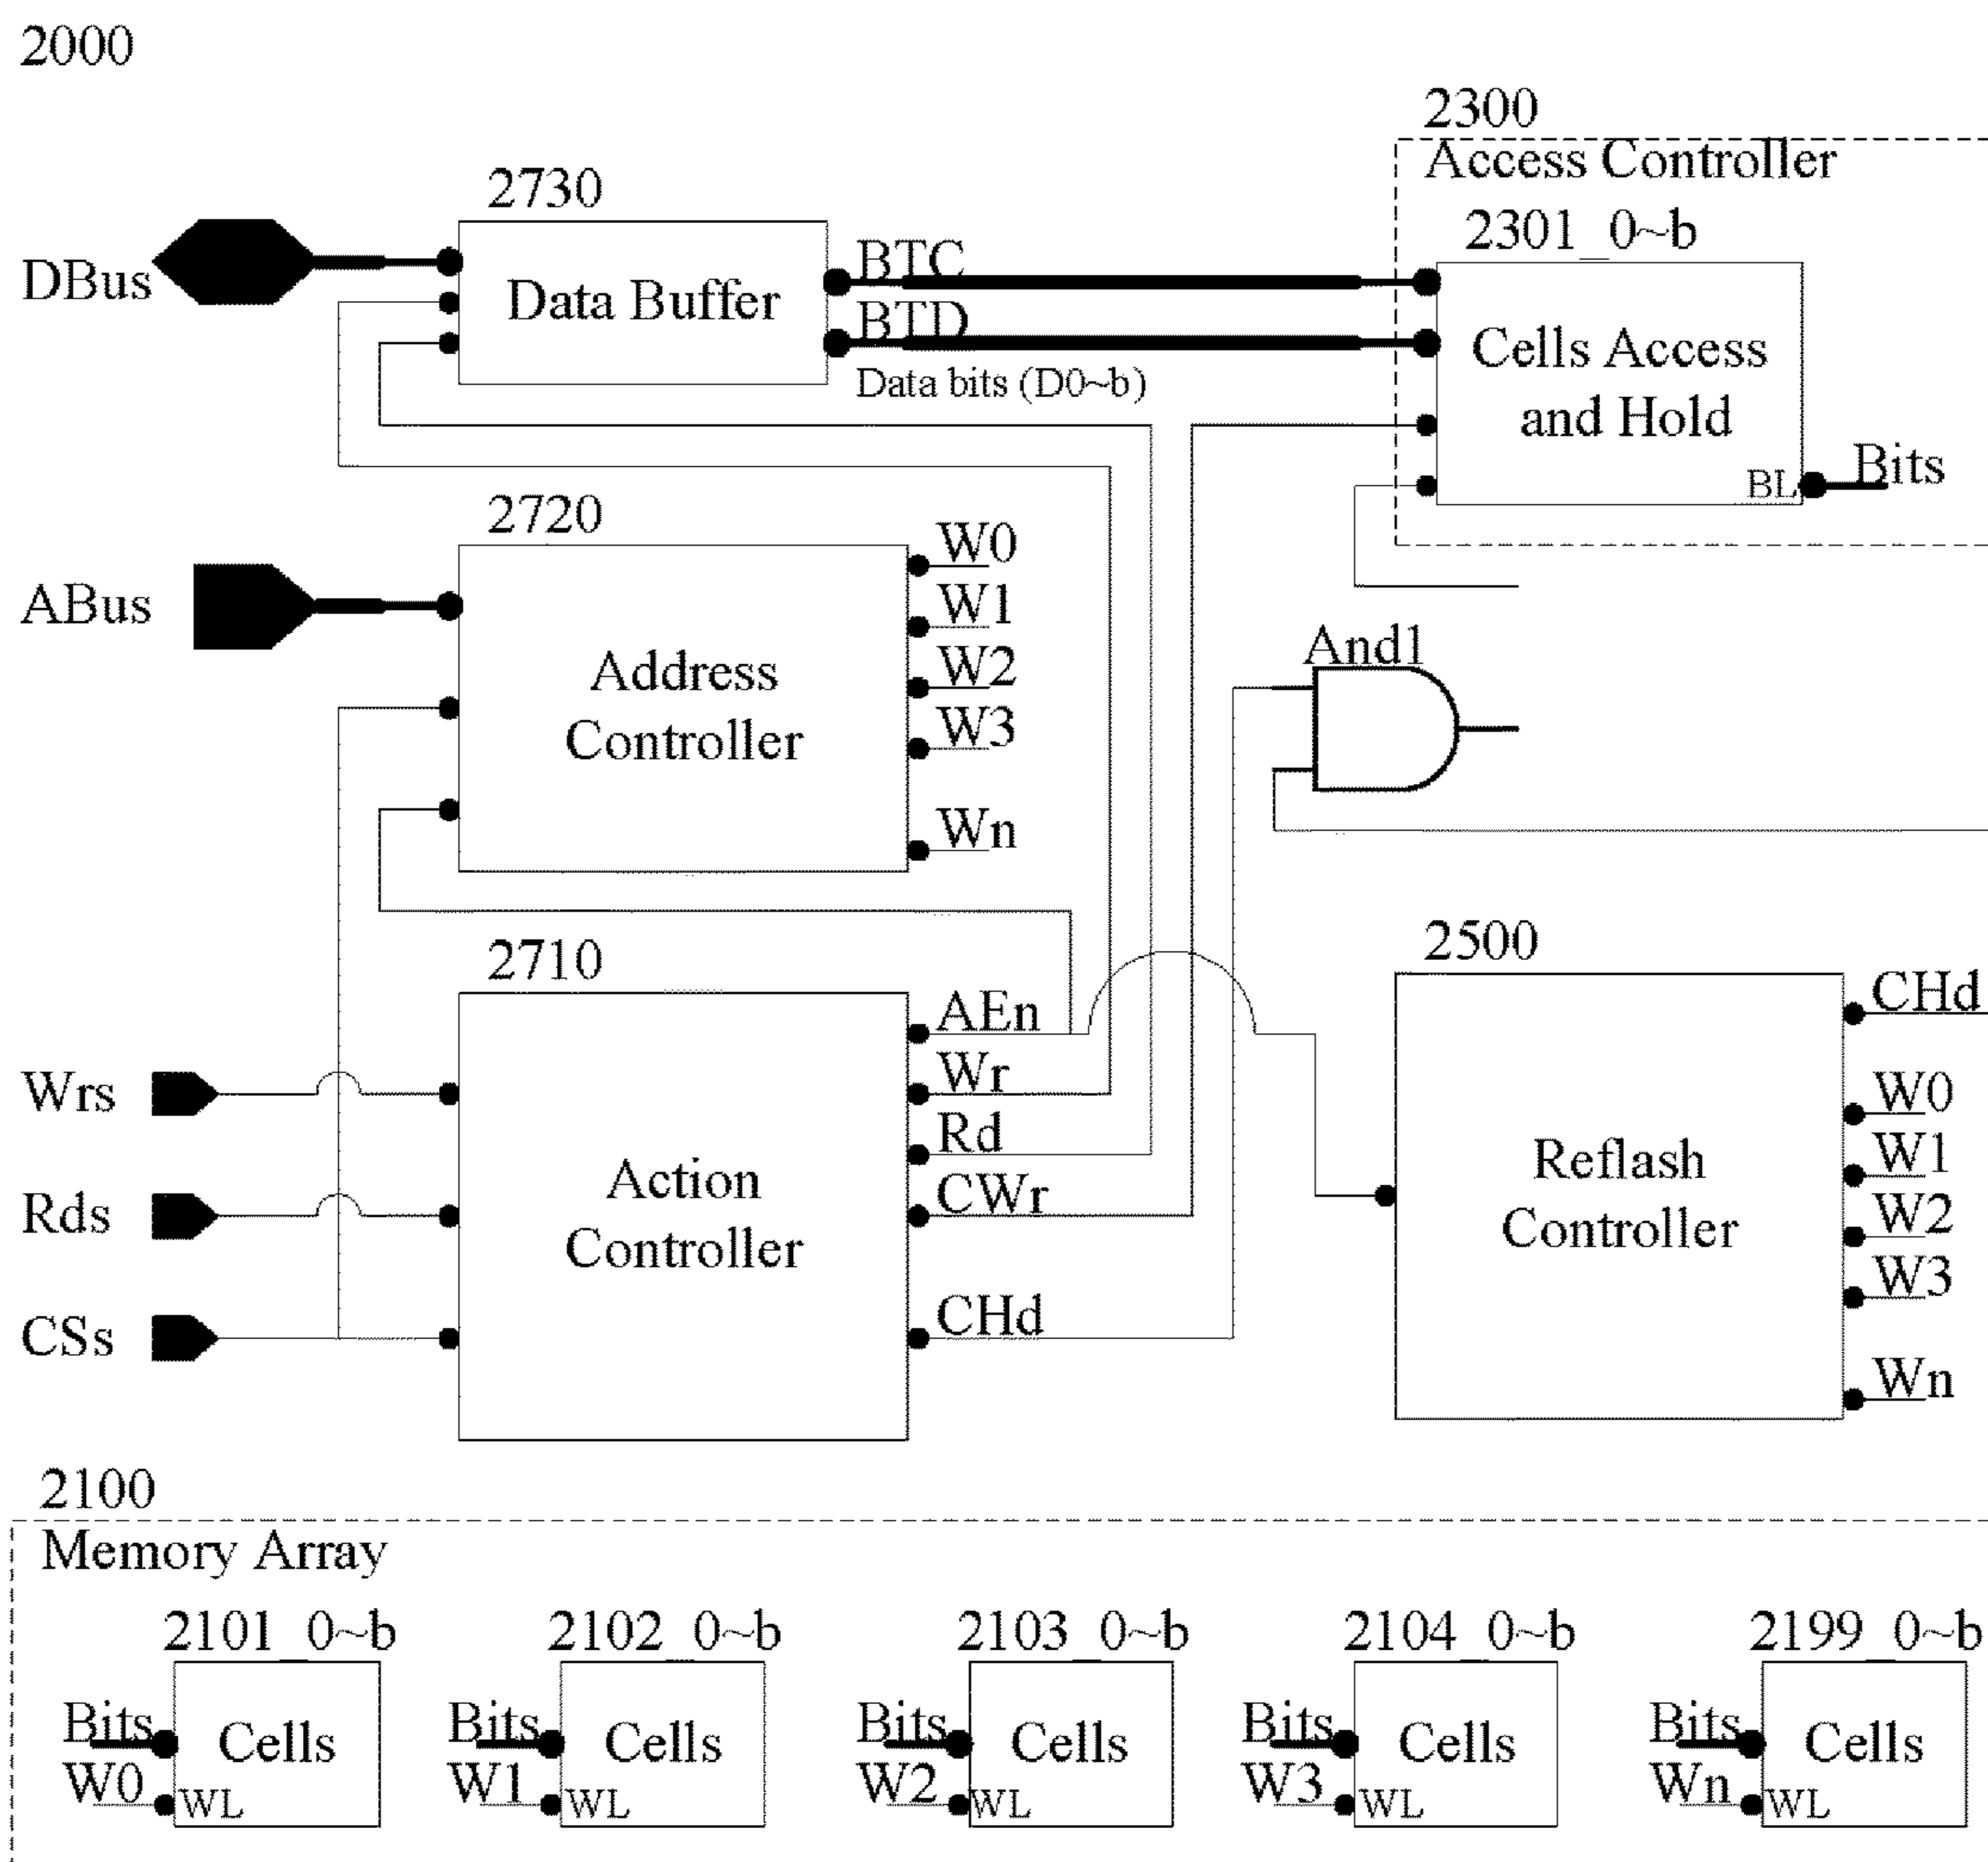 2000
2300
Access Controller
2301_0~b
Cells Access
and Hold
BL
Bits
2730
DBus
Data Buffer
BTC
BTD
Data bits (D0~b)
2720
ABus
Address
Controller
W0
W1
W2
W3
Wn
And1
2710
Wrs
Rds
CSs
Action
Controller
AEn
Wr
Rd
CWr
CHd
2500
Reflash
Controller
CHd
W0
W1
W2
W3
Wn
2100
Memory Array
2101_0~b
Bits
Cells
W0
WL
2102_0~b
Bits
Cells
W1
WL
2103_0~b
Bits
Cells
W2
WL
2104_0~b
Bits
Cells
W3
WL
2199_0~b
Bits
Cells
Wn
WL